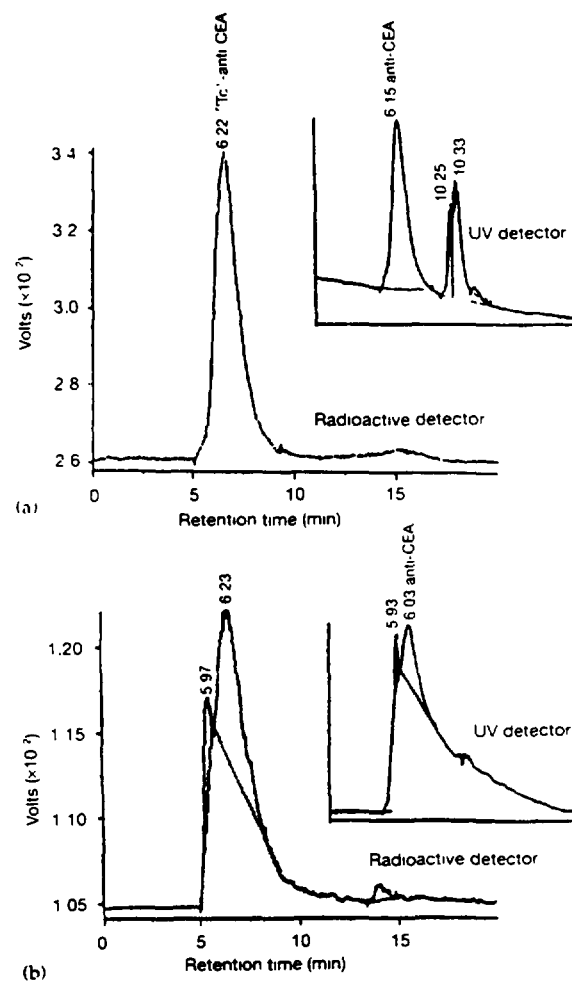 6 22 "Tc'-anti CEA
6 15 anti-CEA
10 25
10 33
UV detector
3 4
3.2
3.0
2 8
2 6
Volts (×10⁻²)
Radioactive detector
0
5
10
15
(a)
Retention time (min)
6 23
5 97
5 93
6 03 anti-CEA
UV detector
1.20
1.15
1.10
1 05
Volts (×10⁻²)
Radioactive detector
0
5
10
15
Retention time (min)
(b)